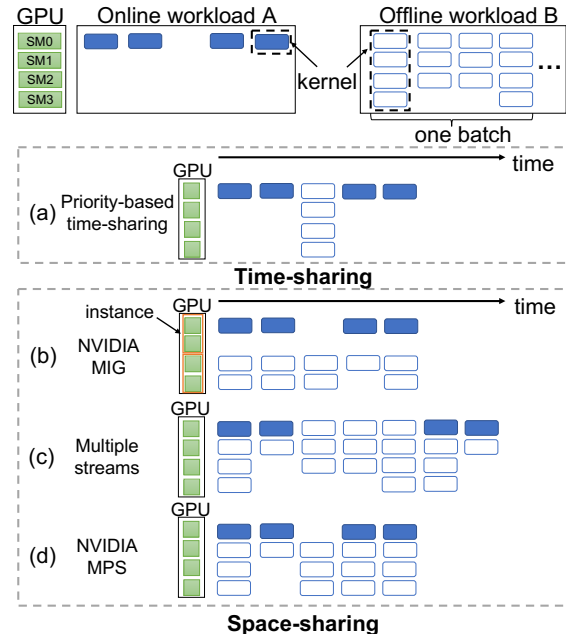 GPU
Online workload A
Offline workload B
SM0
SM1
SM2
SM3
kernel
...
one batch
time
GPU
(a)
Priority-based
time-sharing
Time-sharing
instance
GPU
time
(b)
NVIDIA
MIG
GPU
(c)
Multiple
streams
GPU
(d)
NVIDIA
MPS
Space-sharing